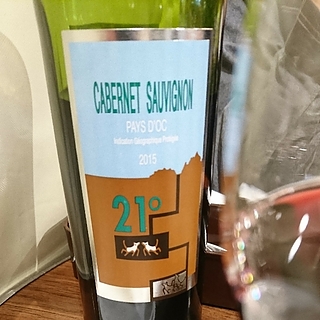 CABERNET SAUVIGNON
PAYS D'OC
Indication Géographique Protégée
2015
21°